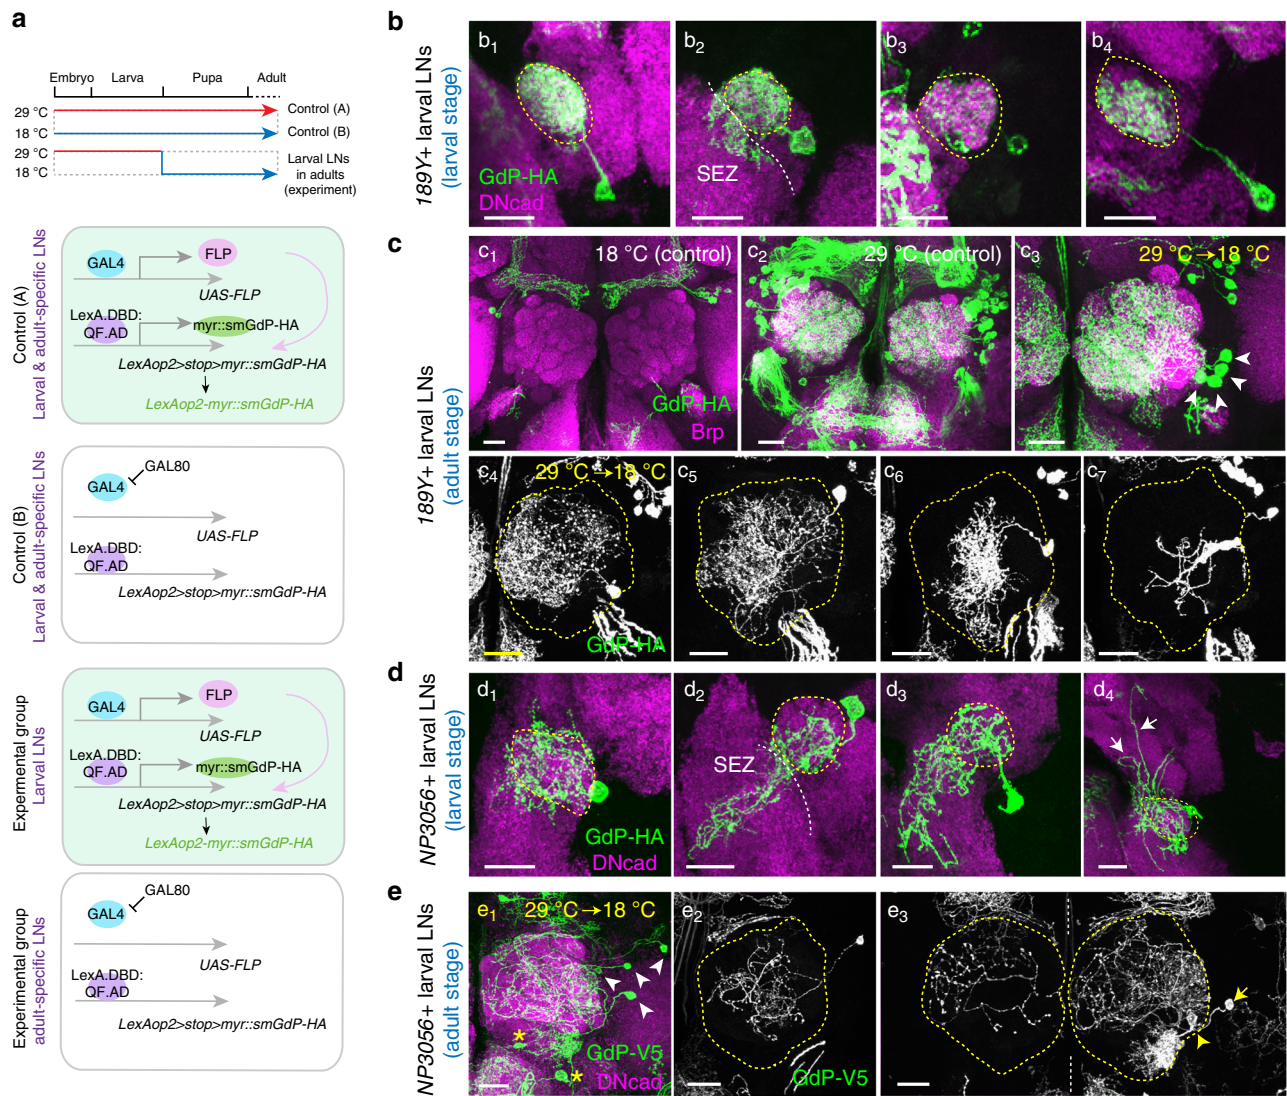 a
Embryo Larva Pupa Adult
29 °C
Control (A)
18 °C
Control (B)
29 °C
18 °C
Larval LNs
in adults
(experiment)
Control (A)
Larval & adult-specific LNs
GAL4
FLP
UAS-FLP
LexA.DBD:
QF.AD
myr::smGdP-HA
LexAop2>stop>myr::smGdP-HA
LexAop2-myr::smGdP-HA
Control (B)
Larval & adult-specific LNs
GAL80
GAL4
UAS-FLP
LexA.DBD:
QF.AD
LexAop2>stop>myr::smGdP-HA
Experimental group
Larval LNs
GAL4
FLP
UAS-FLP
LexA.DBD:
QF.AD
myr::smGdP-HA
LexAop2>stop>myr::smGdP-HA
LexAop2-myr::smGdP-HA
Experimental group
adult-specific LNs
GAL80
GAL4
UAS-FLP
LexA.DBD:
QF.AD
LexAop2>stop>myr::smGdP-HA
b
189Y+ larval LNs
(larval stage)
b1
GdP-HA
DNcad
b2
SEZ
b3
b4
c
189Y+ larval LNs
(adult stage)
c1
18 °C (control)
GdP-HA
Brp
c2
29 °C (control)
c3
29 °C→18 °C
c4
29 °C→18 °C
GdP-HA
c5
c6
c7
d
NP3056+ larval LNs
(larval stage)
d1
GdP-HA
DNcad
d2
SEZ
d3
d4
e
NP3056+ larval LNs
(adult stage)
e1
29 °C→18 °C
*
*
GdP-V5
DNcad
e2
GdP-V5
e3